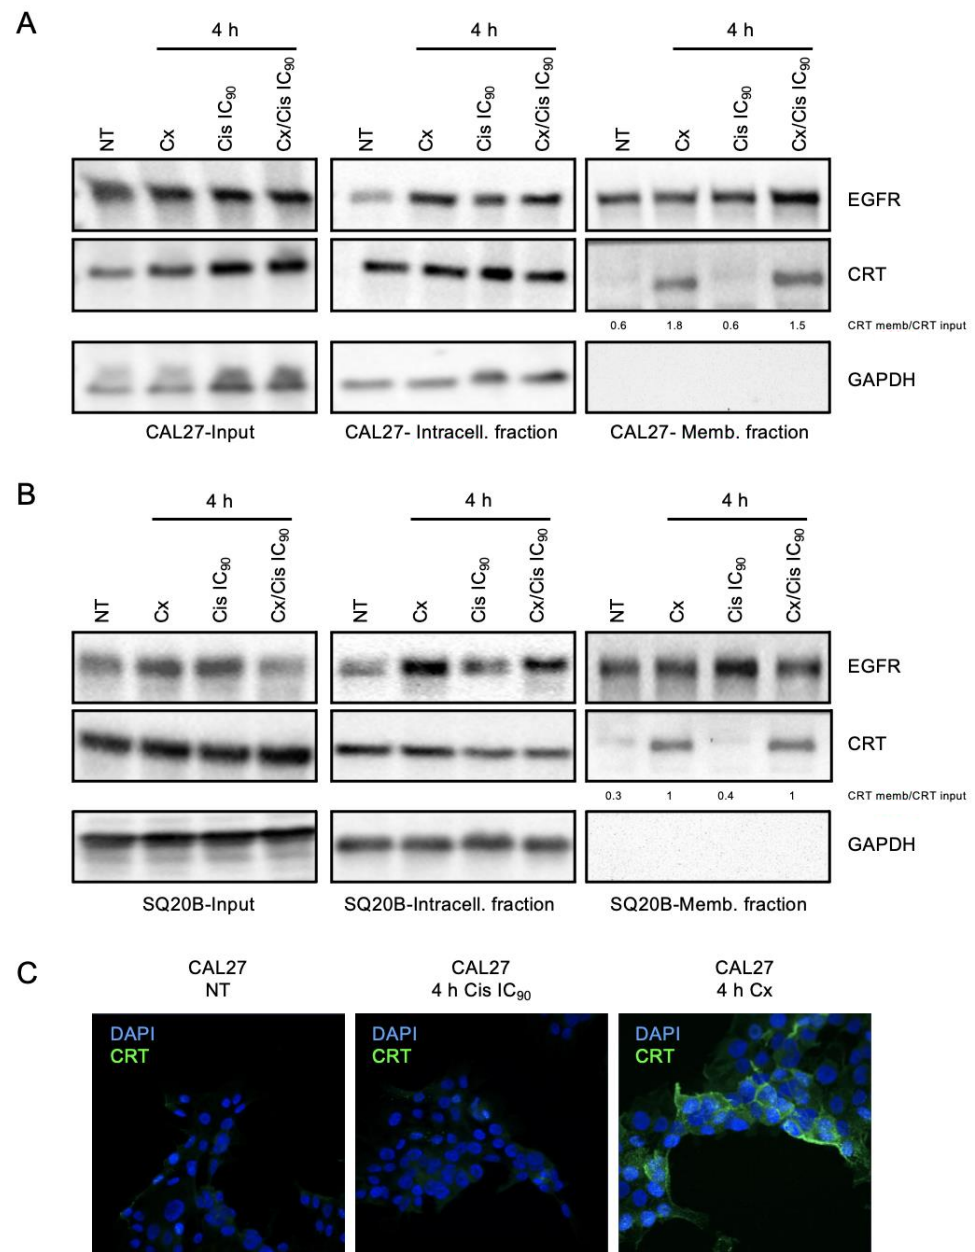 A
4 h
4 h
4 h
NT
Cx
Cis IC90
Cx/Cis IC90
NT
Cx
Cis IC90
Cx/Cis IC90
NT
Cx
Cis IC90
Cx/Cis IC90
EGFR
CRT
0.6 1.8 0.6 1.5 CRT memb/CRT input
GAPDH
CAL27-Input
CAL27- Intracell. fraction
CAL27- Memb. fraction
B
4 h
4 h
4 h
NT
Cx
Cis IC90
Cx/Cis IC90
NT
Cx
Cis IC90
Cx/Cis IC90
NT
Cx
Cis IC90
Cx/Cis IC90
EGFR
CRT
0.3 1 0.4 1 CRT memb/CRT input
GAPDH
SQ20B-Input
SQ20B-Intracell. fraction
SQ20B-Memb. fraction
C
CAL27
NT
CAL27
4 h Cis IC90
CAL27
4 h Cx
DAPI
CRT
DAPI
CRT
DAPI
CRT